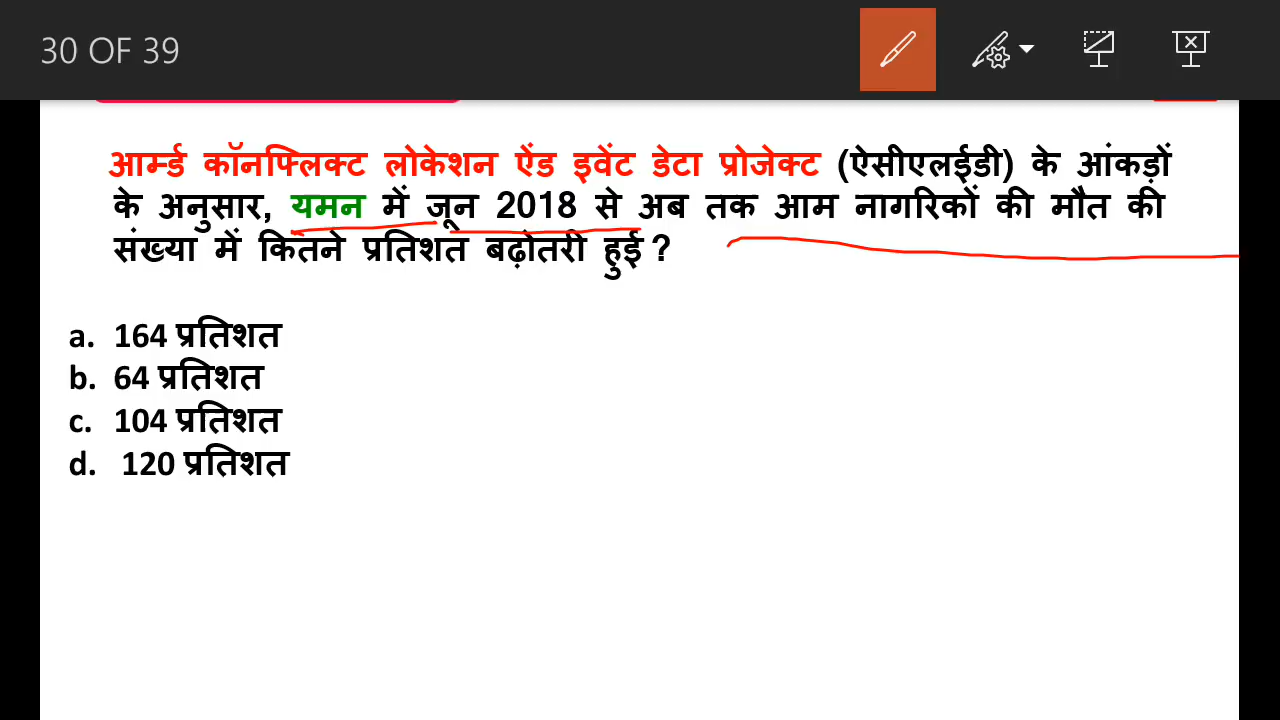 30 OF 39
आर्म्ड कॉनफ्लिक्ट लोकेशन ऐंड इवेंट डेटा प्रोजेक्ट (ऐसीएलईडी) के आंकड़ों
के अनुसार, यमन में जून 2018 से अब तक आम नागरिकों की मौत की
संख्या में कितने प्रतिशत बढ़ोतरी हुई ?
a. 164 प्रतिशत
b. 64 प्रतिशत
c. 104 प्रतिशत
d. 120 प्रतिशत